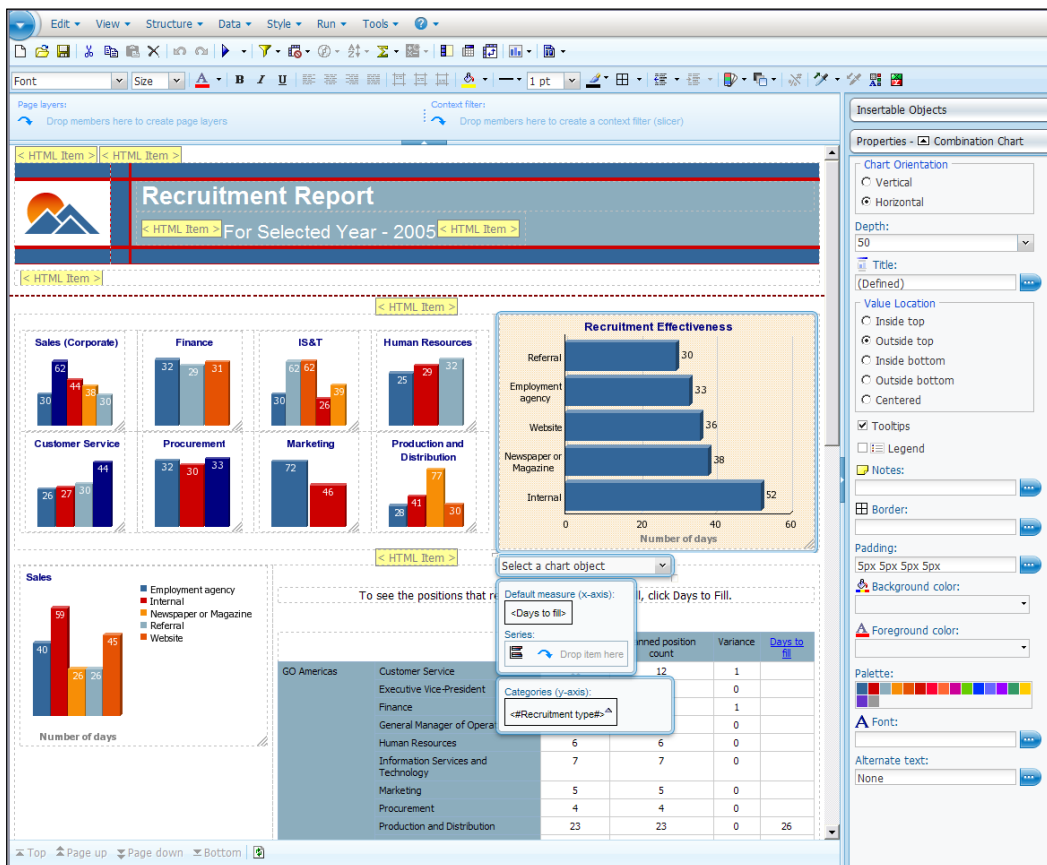 Edit View Structure Data Style Run Tools
Font Size A B I U 1 pt
Page layers: Context filter:
Drop members here to create page layers Drop members here to create a context filter (slicer)
< HTML Item > < HTML Item >
Recruitment Report
< HTML Item > For Selected Year - 2005 < HTML Item >
< HTML Item >
< HTML Item >
Sales (Corporate) Finance IS&T Human Resources
30 62 44 38 30
32 29 31
30 62 62 26 39
25 29 32
Customer Service Procurement Marketing Production and
Distribution
26 27 30 44
32 30 33
72 46
28 41 77 30
Recruitment Effectiveness
Referral 30
Employment
agency 33
Website 36
Newspaper or
Magazine 38
Internal 52
0 20 40 60
Number of days
< HTML Item >
Select a chart object
Default measure (x-axis):
<Days to fill>
Series:
Drop item here
Categories (y-axis):
<#Recruitment type#>
Sales
Employment agency
Internal
Newspaper or Magazine
Referral
Website
40 59 26 26 45
Number of days
To see the positions that re ll, click Days to Fill.
nned position
count Variance Days to
fill
GO Americas Customer Service 12 1
Executive Vice-President 0
Finance 1
General Manager of Operat 0
Human Resources 6 6 0
Information Services and
Technology 7 7 0
Marketing 5 5 0
Procurement 4 4 0
Production and Distribution 23 23 0 26
Top Page up Page down Bottom
Insertable Objects
Properties - Combination Chart
Chart Orientation
Vertical
Horizontal
Depth:
50
Title:
(Defined)
Value Location
Inside top
Outside top
Inside bottom
Outside bottom
Centered
Tooltips
Legend
Notes:
Border:
Padding:
5px 5px 5px 5px
Background color:
Foreground color:
Palette:
A Font:
Alternate text:
None